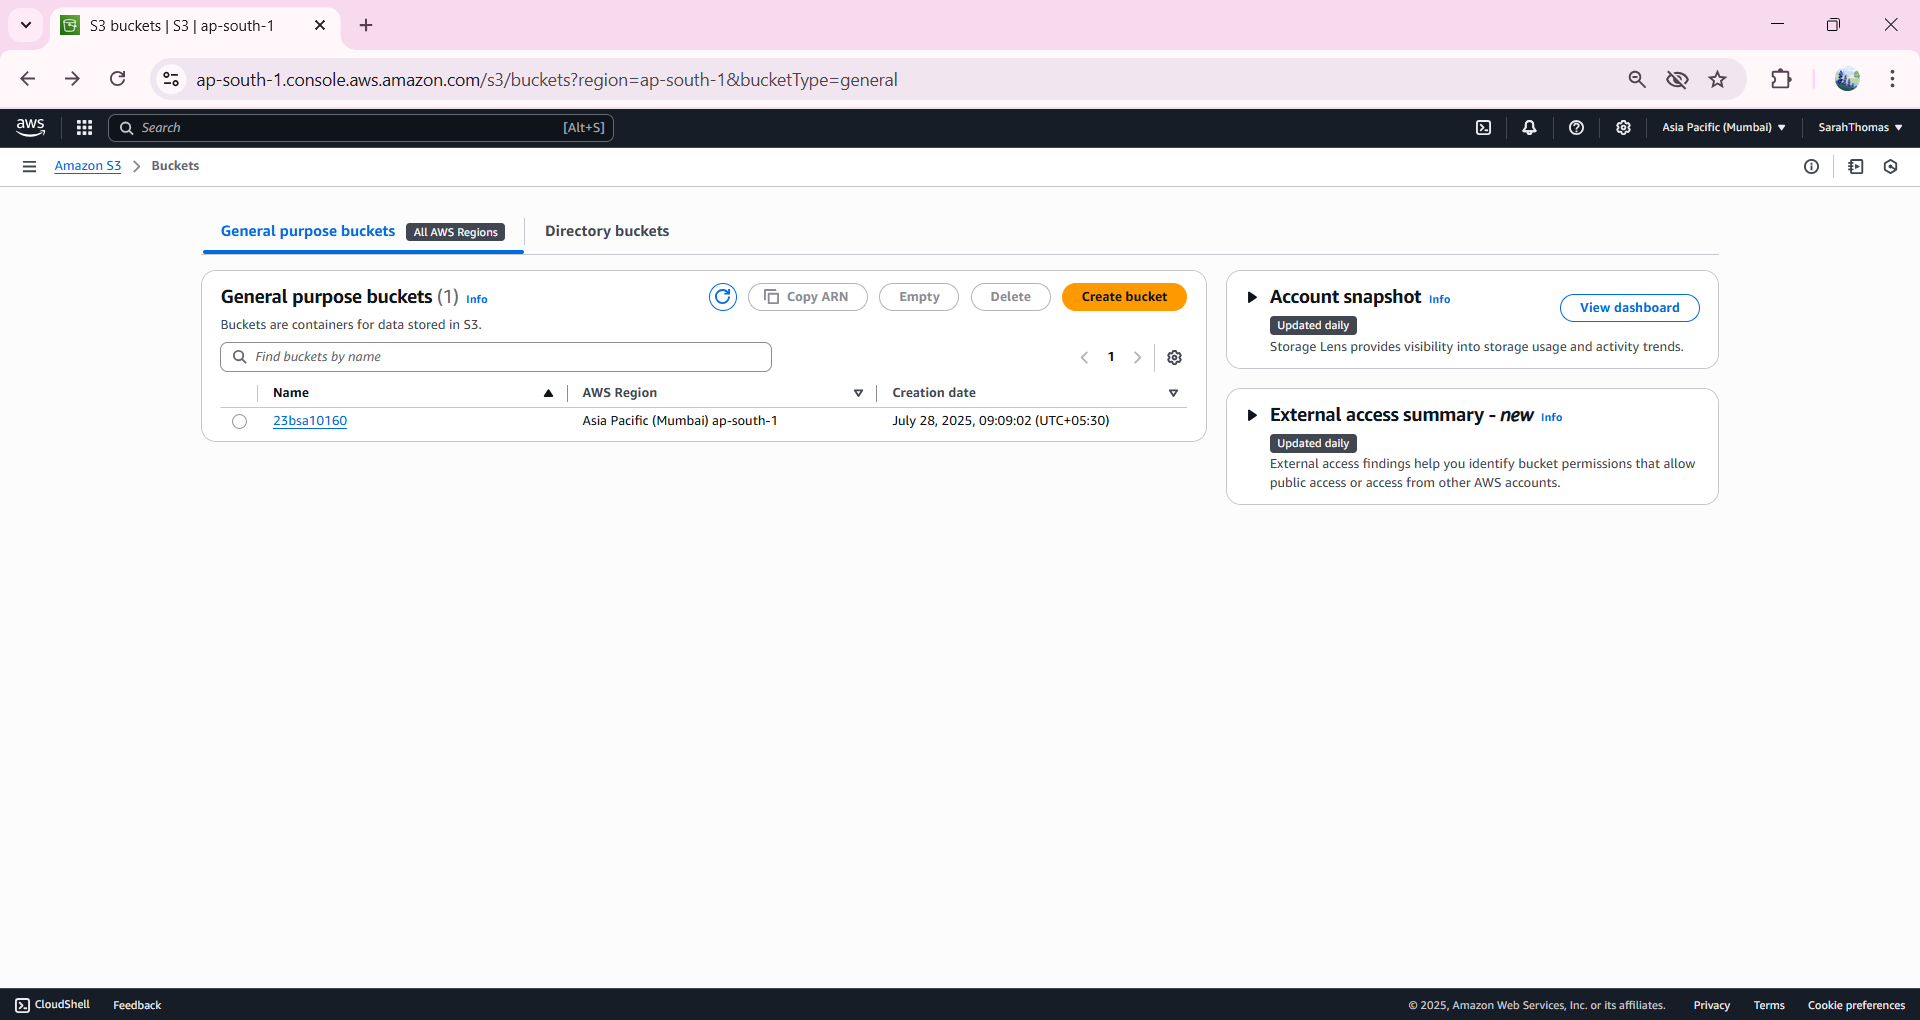 S3 buckets | S3 | ap-south-1
ap-south-1.console.aws.amazon.com/s3/buckets?region=ap-south-1&bucketType=general
aws
Search [Alt+S]
Asia Pacific (Mumbai)
SarahThomas
Amazon S3 > Buckets
General purpose buckets All AWS Regions
Directory buckets
General purpose buckets (1) Info
Copy ARN
Empty
Delete
Create bucket
Buckets are containers for data stored in S3.
Find buckets by name
1
Name AWS Region Creation date
23bsa10160 Asia Pacific (Mumbai) ap-south-1 July 28, 2025, 09:09:02 (UTC+05:30)
Account snapshot Info
View dashboard
Updated daily
Storage Lens provides visibility into storage usage and activity trends.
External access summary - new Info
Updated daily
External access findings help you identify bucket permissions that allow
public access or access from other AWS accounts.
CloudShell
Feedback
© 2025, Amazon Web Services, Inc. or its affiliates.
Privacy
Terms
Cookie preferences